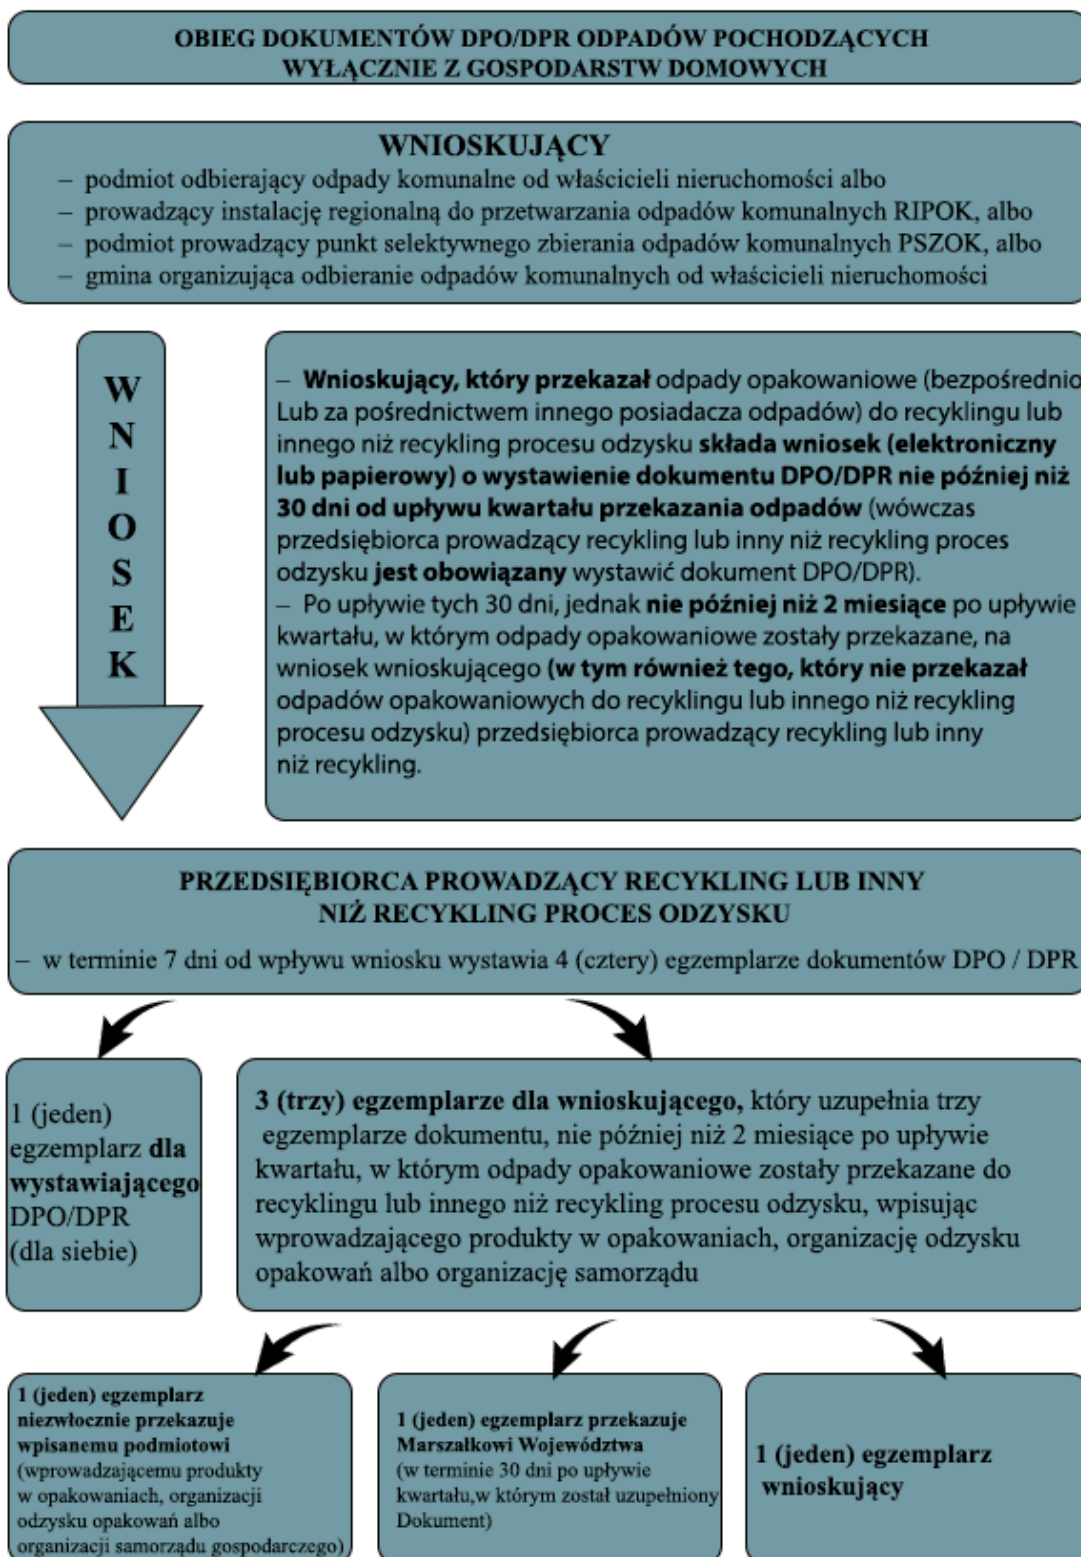 OBIEG DOKUMENTÓW DPO/DPR ODPADÓW POCHODZĄCYCH
WYŁĄCZNIE Z GOSPODARSTW DOMOWYCH
WNIOSKUJĄCY
– podmiot odbierający odpady komunalne od właścicieli nieruchomości albo
– prowadzący instalację regionalną do przetwarzania odpadów komunalnych RIPOK, albo
– podmiot prowadzący punkt selektywnego zbierania odpadów komunalnych PSZOK, albo
– gmina organizująca odbieranie odpadów komunalnych od właścicieli nieruchomości
W
N
I
O
S
E
K
– Wnioskujący, który przekazał odpady opakowaniowe (bezpośrednio
Lub za pośrednictwem innego posiadacza odpadów) do recyklingu lub
innego niż recykling procesu odzysku składa wniosek (elektroniczny
lub papierowy) o wystawienie dokumentu DPO/DPR nie później niż
30 dni od upływu kwartału przekazania odpadów (wówczas
przedsiębiorca prowadzący recykling lub inny niż recykling proces
odzysku jest obowiązany wystawić dokument DPO/DPR).
– Po upływie tych 30 dni, jednak nie później niż 2 miesiące po upływie
kwartału, w którym odpady opakowaniowe zostały przekazane, na
wniosek wnioskującego (w tym również tego, który nie przekazał
odpadów opakowaniowych do recyklingu lub innego niż recykling
procesu odzysku) przedsiębiorca prowadzący recykling lub inny
niż recykling.
PRZEDSIĘBIORCA PROWADZĄCY RECYKLING LUB INNY
NIŻ RECYKLING PROCES ODZYSKU
– w terminie 7 dni od wpływu wniosku wystawia 4 (cztery) egzemplarze dokumentów DPO / DPR
1 (jeden)
egzemplarz dla
wystawiającego
DPO/DPR
(dla siebie)
3 (trzy) egzemplarze dla wnioskującego, który uzupełnia trzy
egzemplarze dokumentu, nie później niż 2 miesiące po upływie
kwartału, w którym odpady opakowaniowe zostały przekazane do
recyklingu lub innego niż recykling procesu odzysku, wpisując
wprowadzającego produkty w opakowaniach, organizację odzysku
opakowań albo organizację samorządu
1 (jeden) egzemplarz
niezwłocznie przekazuje
wpisanemu podmiotowi
(wprowadzającemu produkty
w opakowaniach, organizacji
odzysku opakowań albo
organizacji samorządu gospodarczego)
1 (jeden) egzemplarz przekazuje
Marszałkowi Województwa
(w terminie 30 dni po upływie
kwartału,w którym został uzupełniony
Dokument)
1 (jeden) egzemplarz
wnioskujący